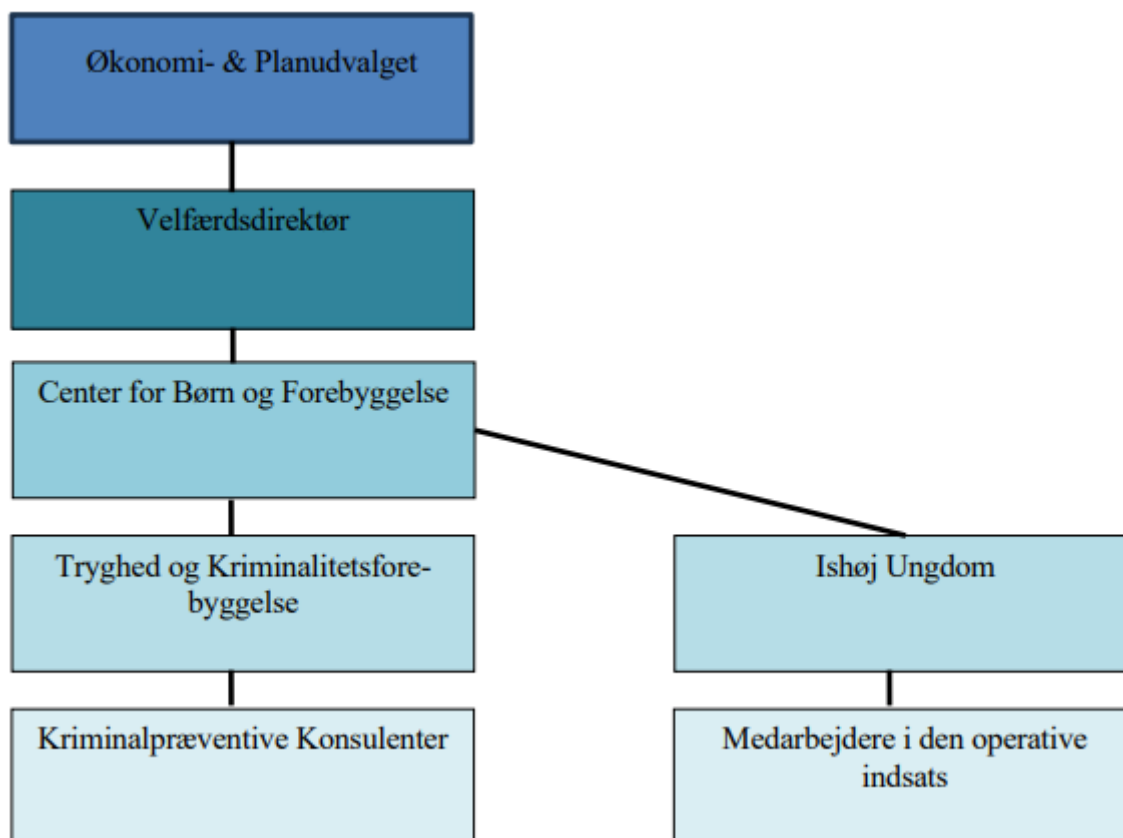 Økonomi- & Planudvalget
Velfærdsdirektør
Center for Børn og Forebyggelse
Tryghed og Kriminalitetsfore-
byggelse
Ishøj Ungdom
Kriminalpræventive Konsulenter
Medarbejdere i den operative
indsats